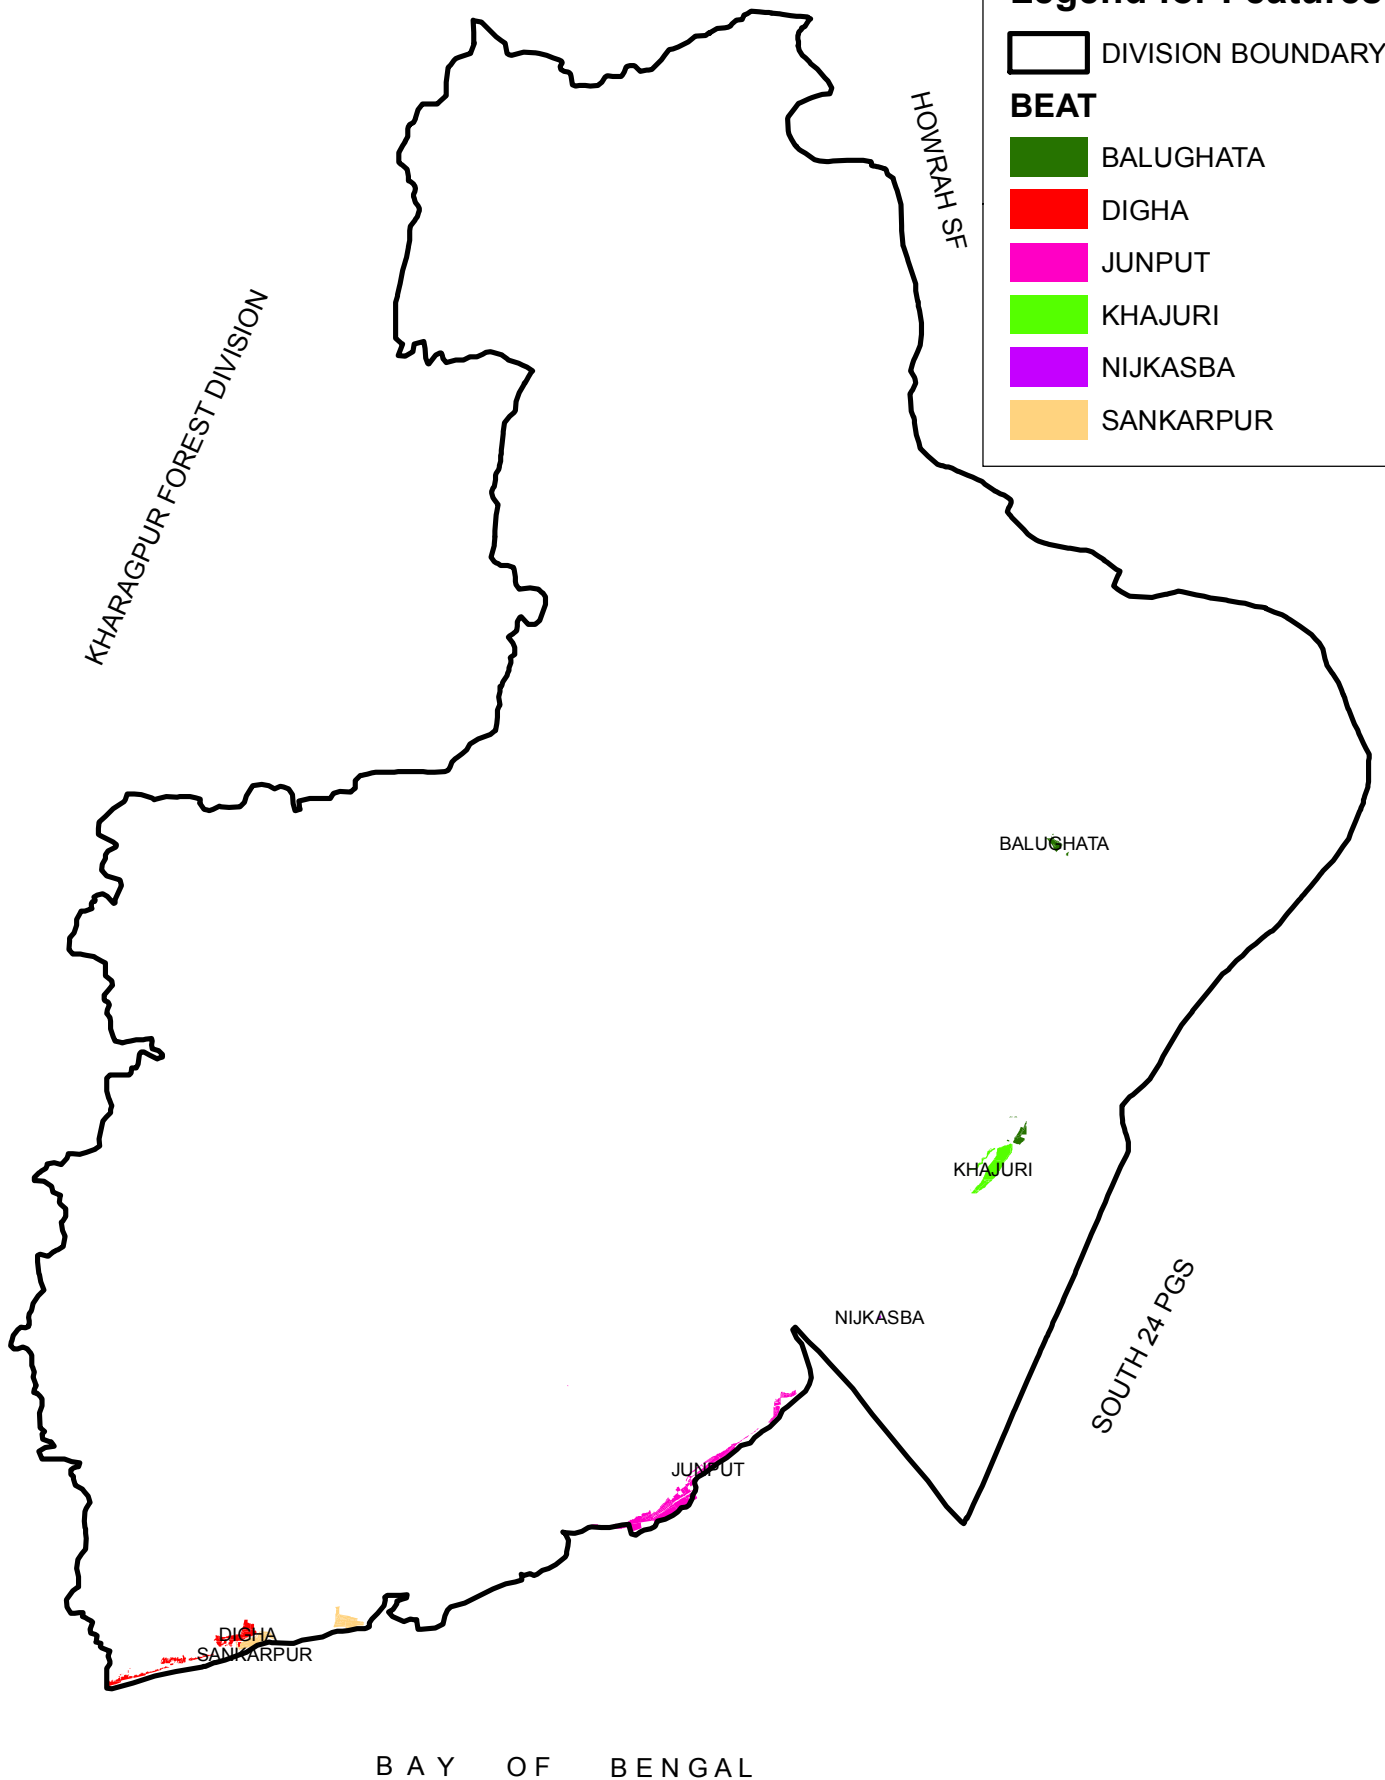 Legend for Features
DIVISION BOUNDARY
BEAT
BALUGHATA
DIGHA
JUNPUT
KHAJURI
NIJKASBA
SANKARPUR
HOWRAH SF
KHARAGPUR FOREST DIVISION
BALUGHATA
KHAJURI
NIJKASBA
SOUTH 24 PGS
JUNPUT
DIGHA
SANKARPUR
BAY OF BENGAL